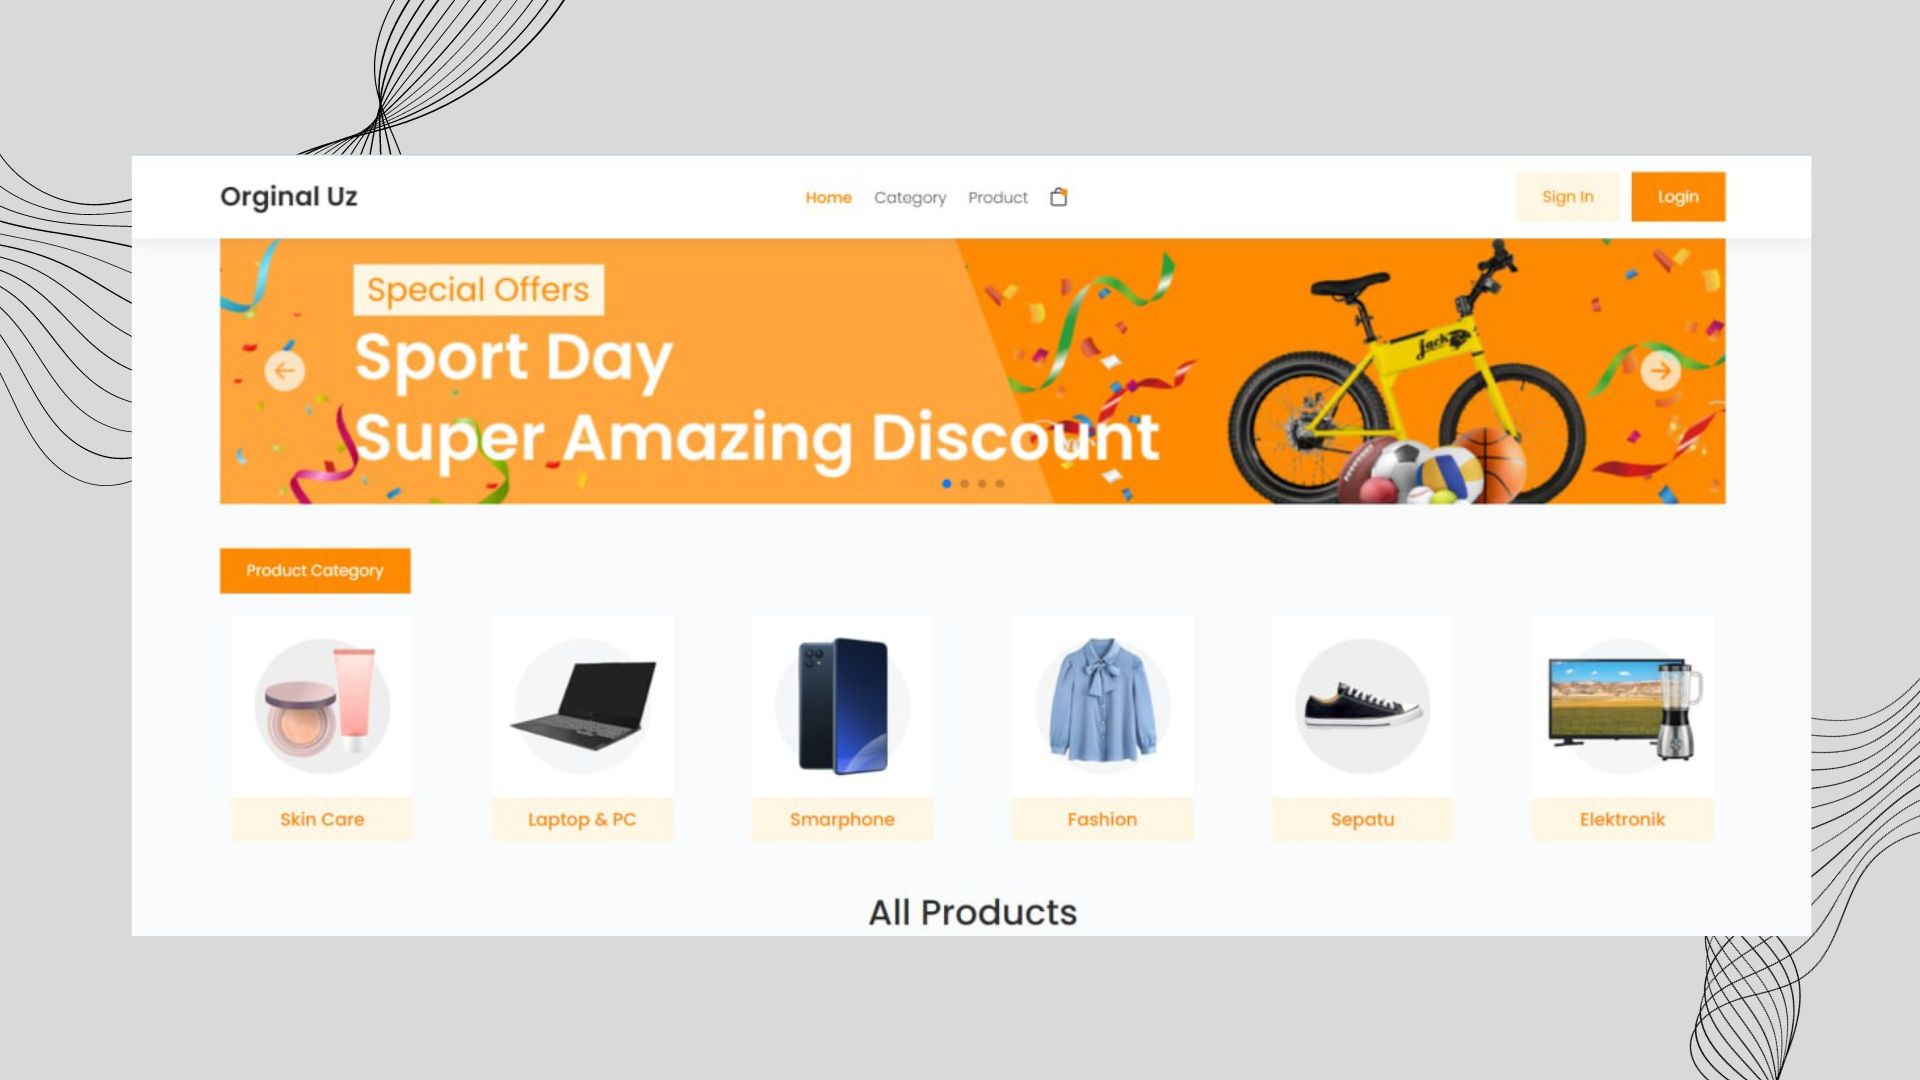 Orginal Uz
Home Category Product
Sign In
Login
Special Offers
Sport Day
Super Amazing Discount
Jack
Product Category
Skin Care
Laptop & PC
Smarphone
Fashion
Sepatu
Elektronik
All Products